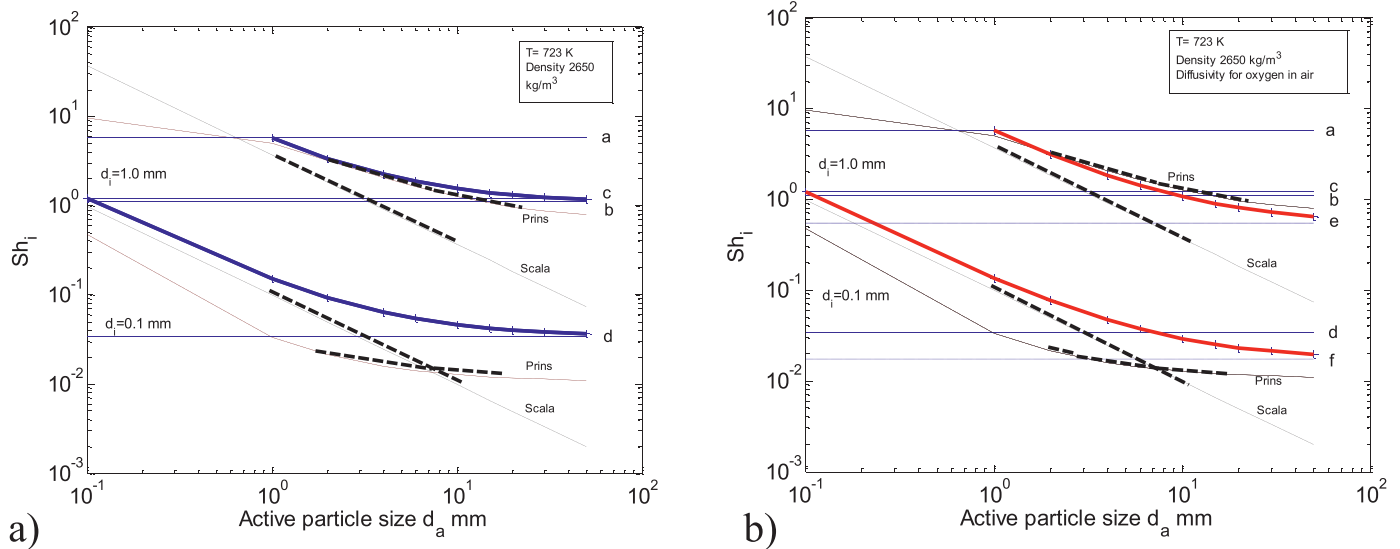 a)
10^2
10^1
10^0
10^-1
10^-2
10^-3
Sh_i
T= 723 K
Density 2650
kg/m^3
a
d_i=1.0 mm
c
b
Prins
Scala
d_i=0.1 mm
d
Prins
Scala
10^-1
10^0
10^1
10^2
Active particle size d_a mm
b)
10^2
10^1
10^0
10^-1
10^-2
10^-3
Sh_i
T= 723 K
Density 2650 kg/m^3
Diffusivity for oxygen in air
a
d_i=1.0 mm
Prins
c
b
e
Scala
d_i=0.1 mm
d
f
Prins
Scala
10^-1
10^0
10^1
10^2
Active particle size d_a mm